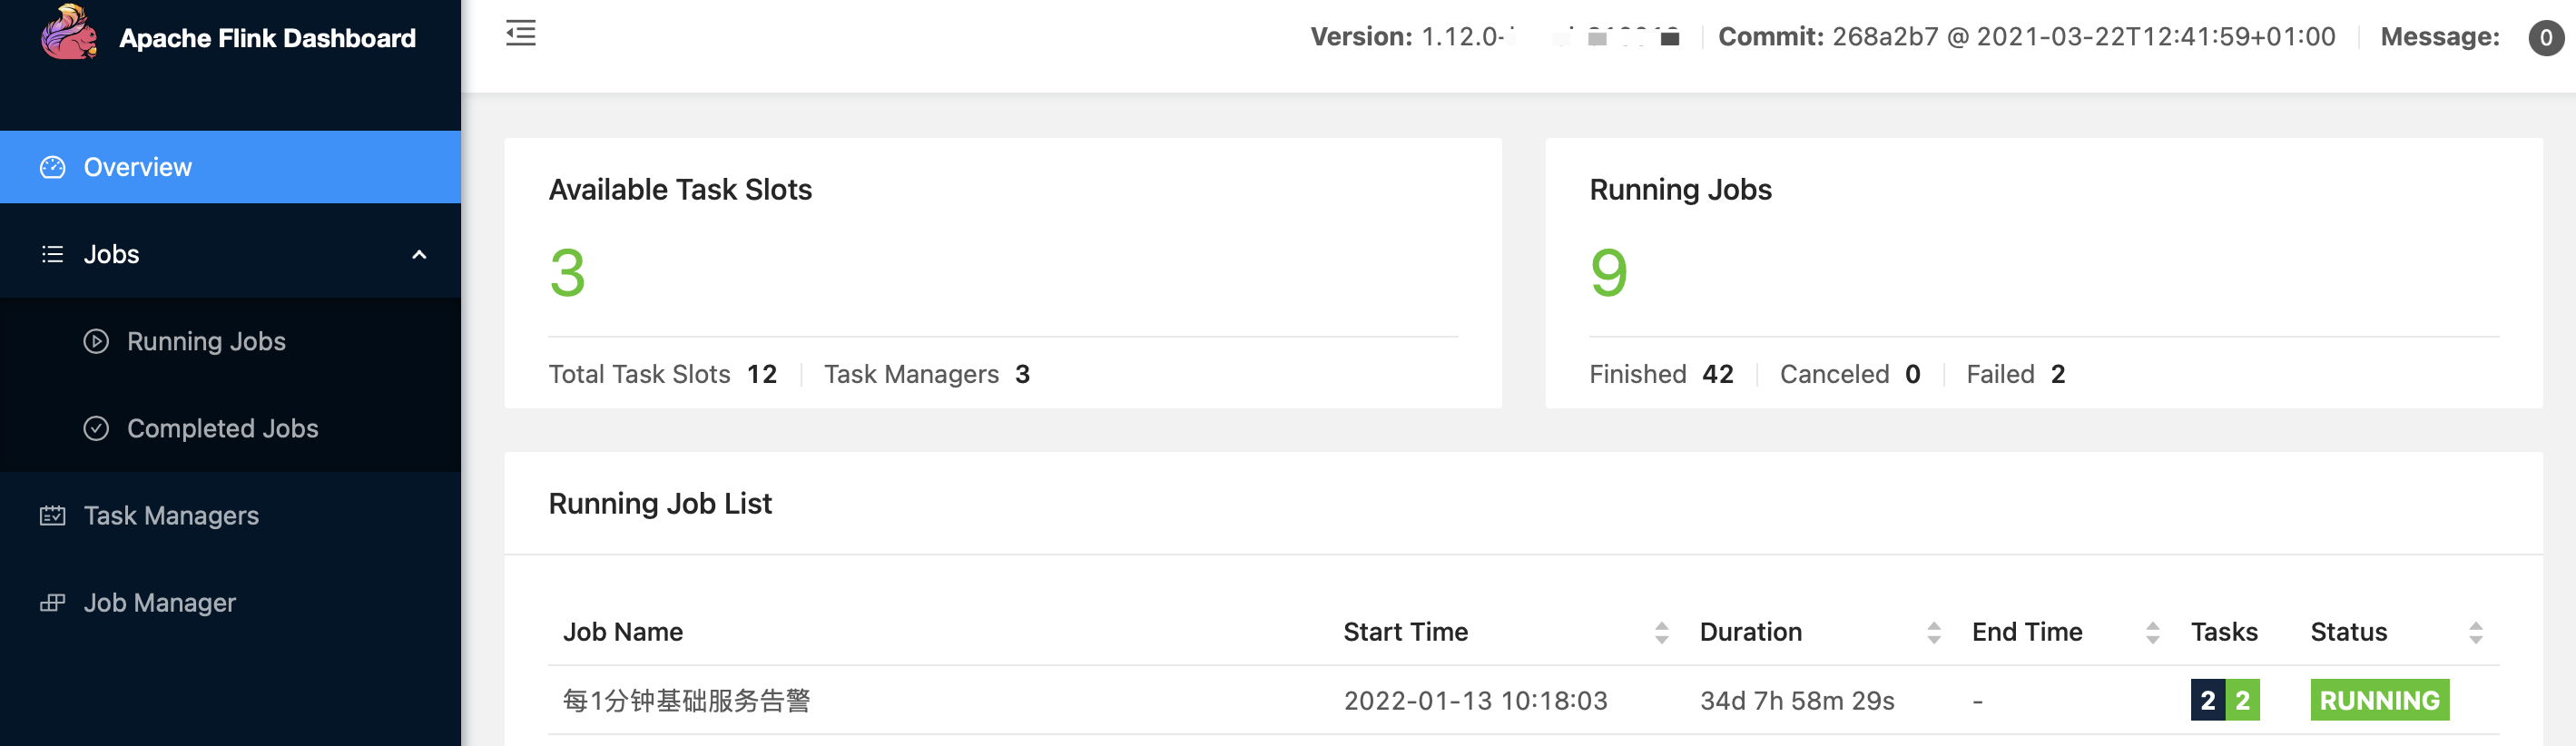 Apache Flink Dashboard
Version: 1.12.0- Commit: 268a2b7 @ 2021-03-22T12:41:59+01:00 Message: 0
Overview
Jobs
Running Jobs
Completed Jobs
Task Managers
Job Manager
Available Task Slots
3
Total Task Slots 12 Task Managers 3
Running Jobs
9
Finished 42 Canceled 0 Failed 2
Running Job List
Job Name Start Time Duration End Time Tasks Status
每1分钟基础服务告警 2022-01-13 10:18:03 34d 7h 58m 29s - 2 2 RUNNING